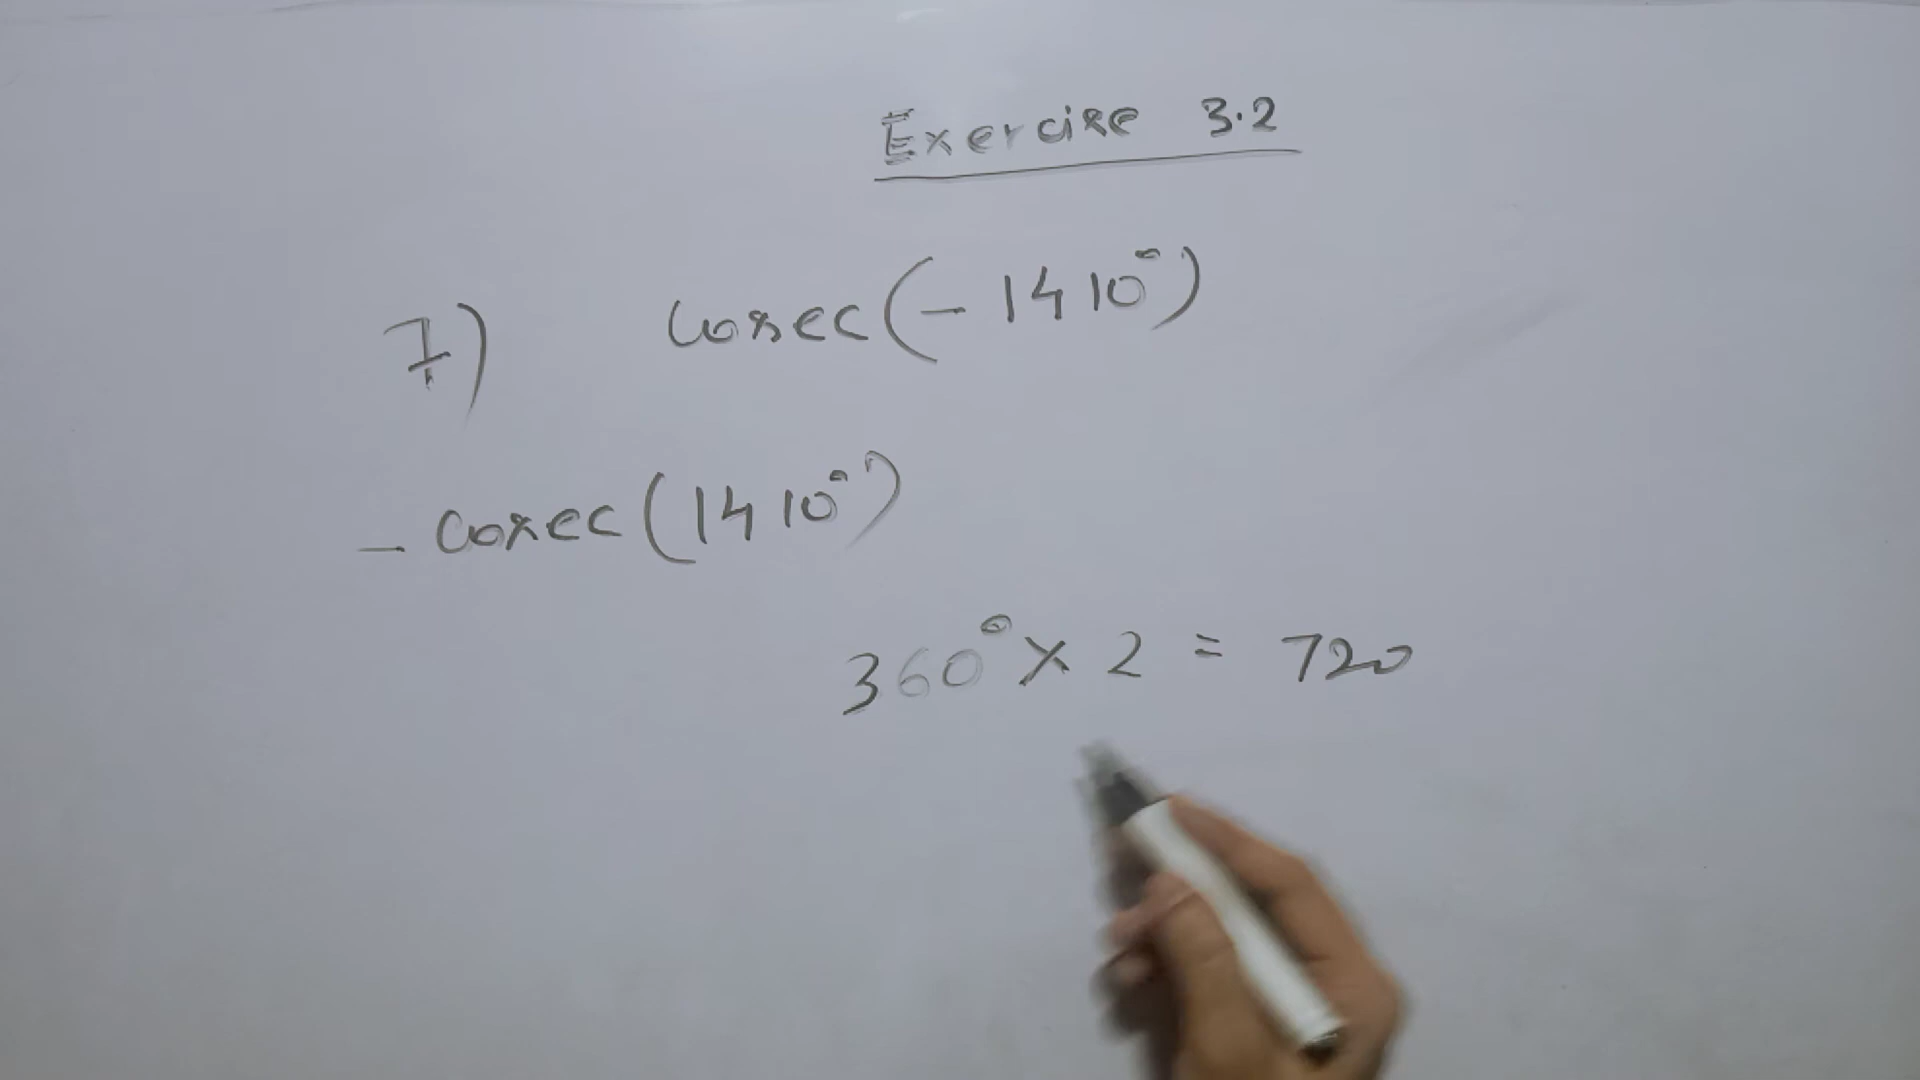 Exercise 3.2
7) Cosec(-1410°)
- Cosec(1410°)
360° × 2 = 720